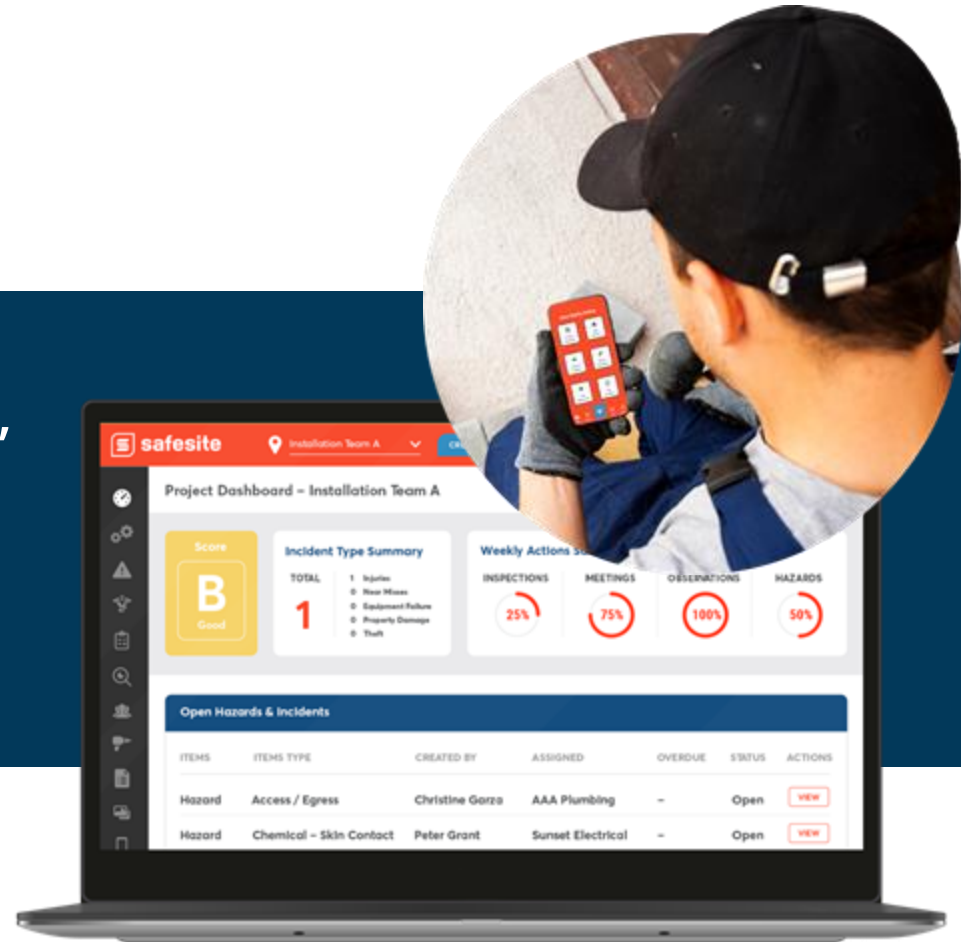 ,
safesite
Installation Team A
Project Dashboard – Installation Team A
Score
B
Good
Incident Type Summary
TOTAL
1
1 Injuries
0 Near Misses
0 Equipment Failure
0 Property Damage
0 Theft
Weekly Actions
INSPECTIONS MEETINGS OBSERVATIONS HAZARDS
25% 75% 100% 50%
Open Hazards & Incidents
ITEMS ITEMS TYPE CREATED BY ASSIGNED OVERDUE STATUS ACTIONS
Hazard Access / Egress Christine Garza AAA Plumbing – Open VIEW
Hazard Chemical – Skin Contact Peter Grant Sunset Electrical – Open VIEW